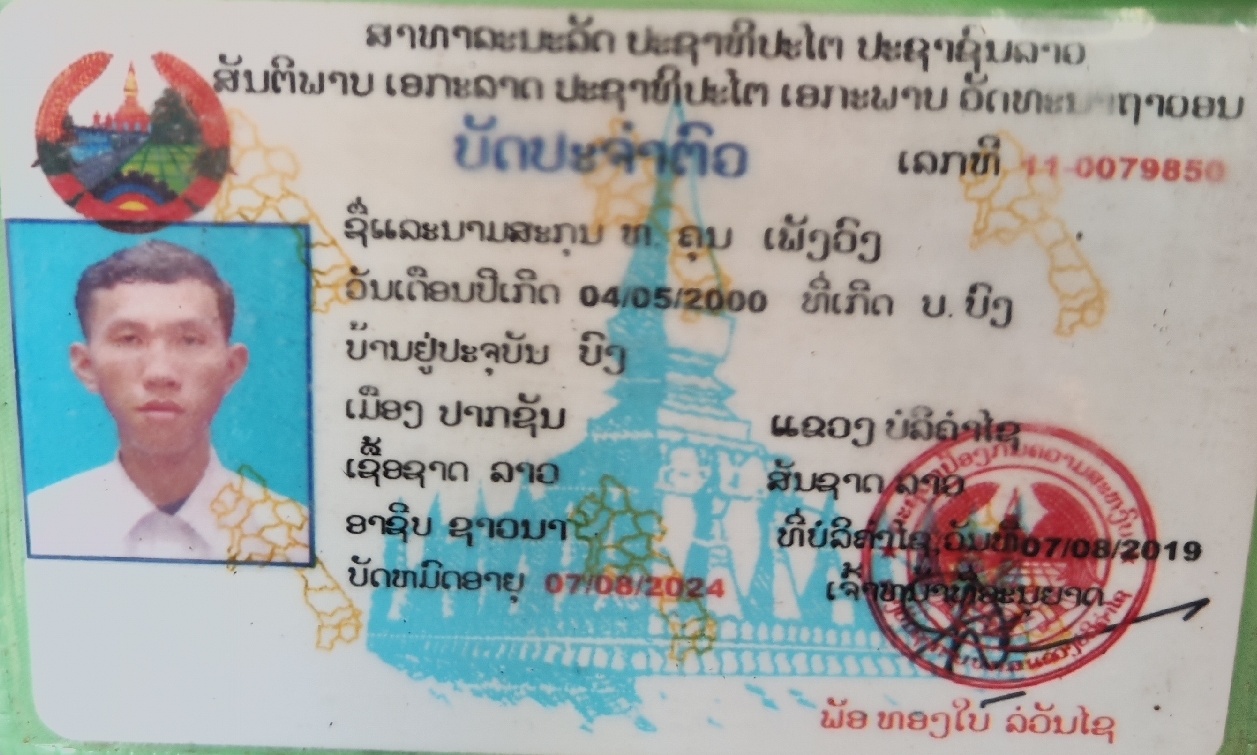 ສາທາລະນະລັດ ປະຊາທິປະໄຕ ປະຊາຊົນລາວ
ສັນຕິພາບ ເອກະລາດ ປະຊາທິປະໄຕ ເອກະພາບ ວັດທະນາຖາວອນ
ບັດປະຈຳຕົວ
ເລກທີ 11-0079850
ຊື່ແລະນາມສະກຸນ ທ. ຄຸນ ເພັງວົງ
ວັນເດືອນປີເກີດ 04/05/2000 ທີ່ເກີດ ບ. ບົງ
ບ້ານຢູ່ປະຈຸບັນ ບົງ
ເມືອງ ປາກຊັນ ແຂວງ ບໍລິຄຳໄຊ
ເຊື້ອຊາດ ລາວ ສັນຊາດ ລາວ
ອາຊີບ ຊາວນາ ທີ່ບໍລິຄຳໄຊ,ວັນທີ07/08/2019
ບັດຫມົດອາຍຸ 07/08/2024 ເຈົ້າຫນ້າທີ່ອະນຸຍາດ
ພັອ ທອງໃບ ລ່ວັນໄຊ